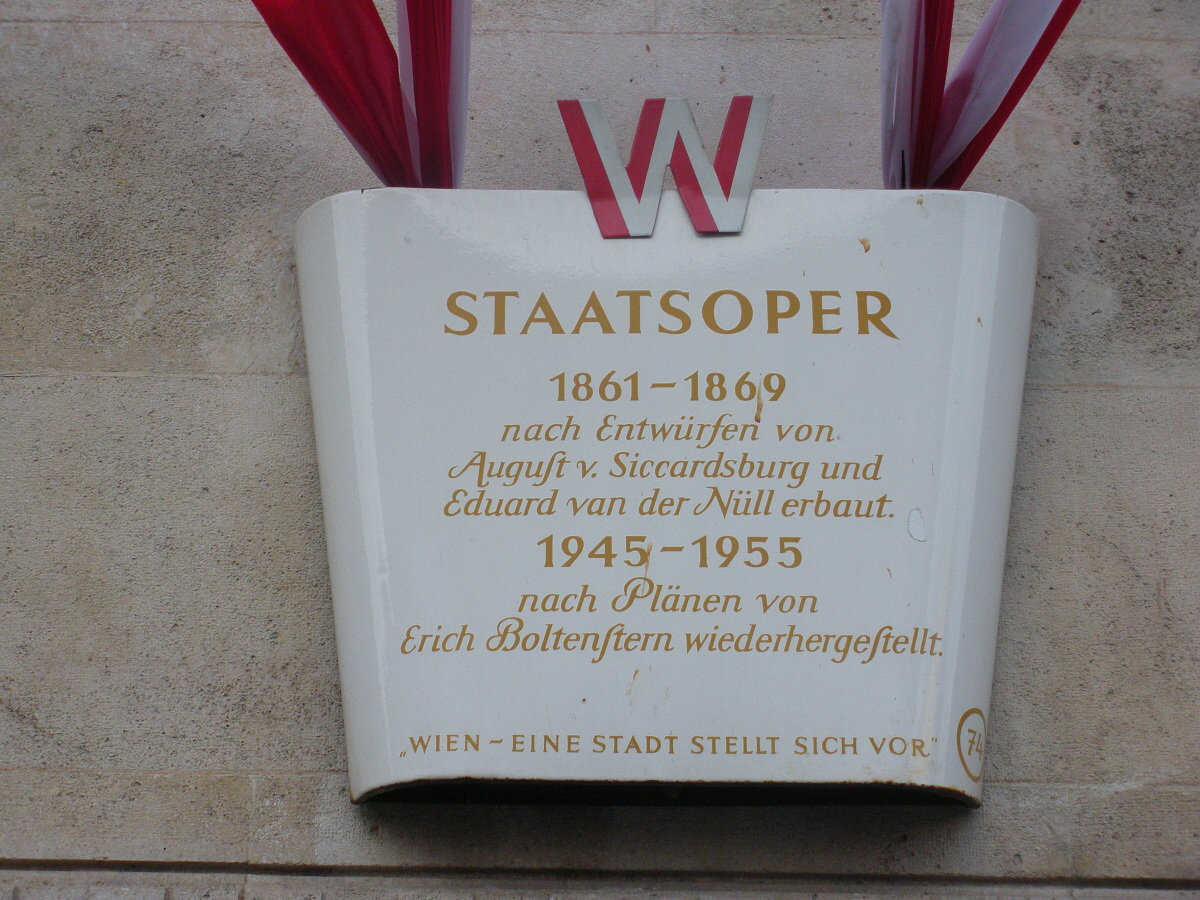 W
STAATSOPER
1861–1869
nach Entwürfen von
Auguſt v. Siccardsburg und
Eduard van der Nüll erbaut.
1945–1955
nach Plänen von
Erich Boltenſtern wiederhergeſtellt.
„WIEN – EINE STADT STELLT SICH VOR"
74